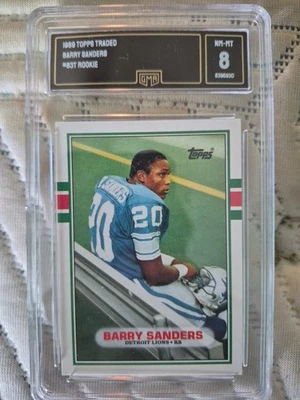 1989 TOPPS TRADED
BARRY SANDERS
#83T ROOKIE
GMA
NM-MT
8
Topps
20
20
BARRY SANDERS
DETROIT LIONS • RB